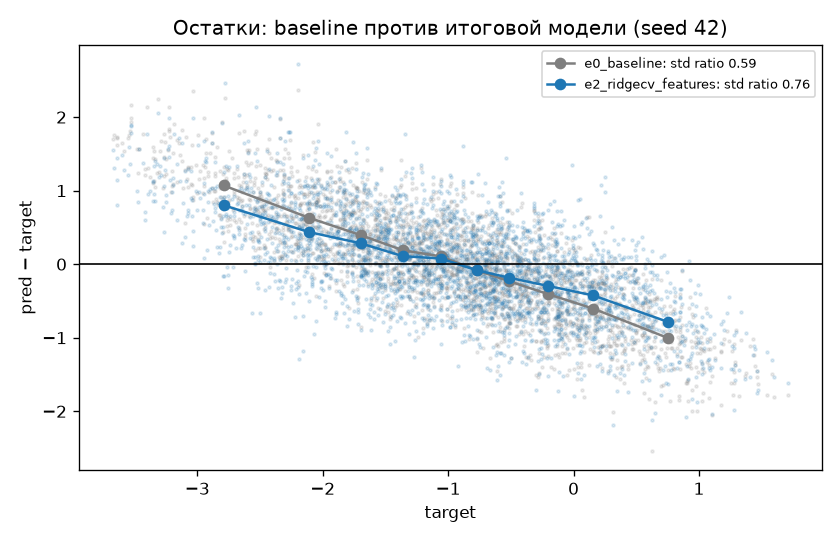 Остатки: baseline против итоговой модели (seed 42)
e0_baseline: std ratio 0.59
e2_ridgecv_features: std ratio 0.76
2
1
0
−1
−2
pred − target
−3
−2
−1
0
1
target